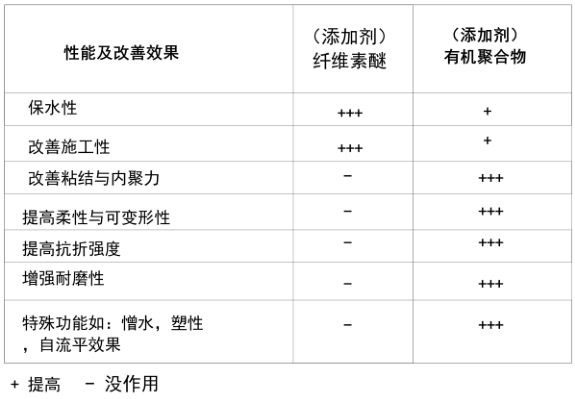 性能及改善效果 （添加剂）纤维素醚 （添加剂）有机聚合物
保水性 +++ +
改善施工性 +++ +
改善粘结与内聚力 - +++
提高柔性与可变形性 - +++
提高抗折强度 - +++
增强耐磨性 - +++
特殊功能如：憎水，塑性 - +++
，自流平效果
+ 提高 - 没作用